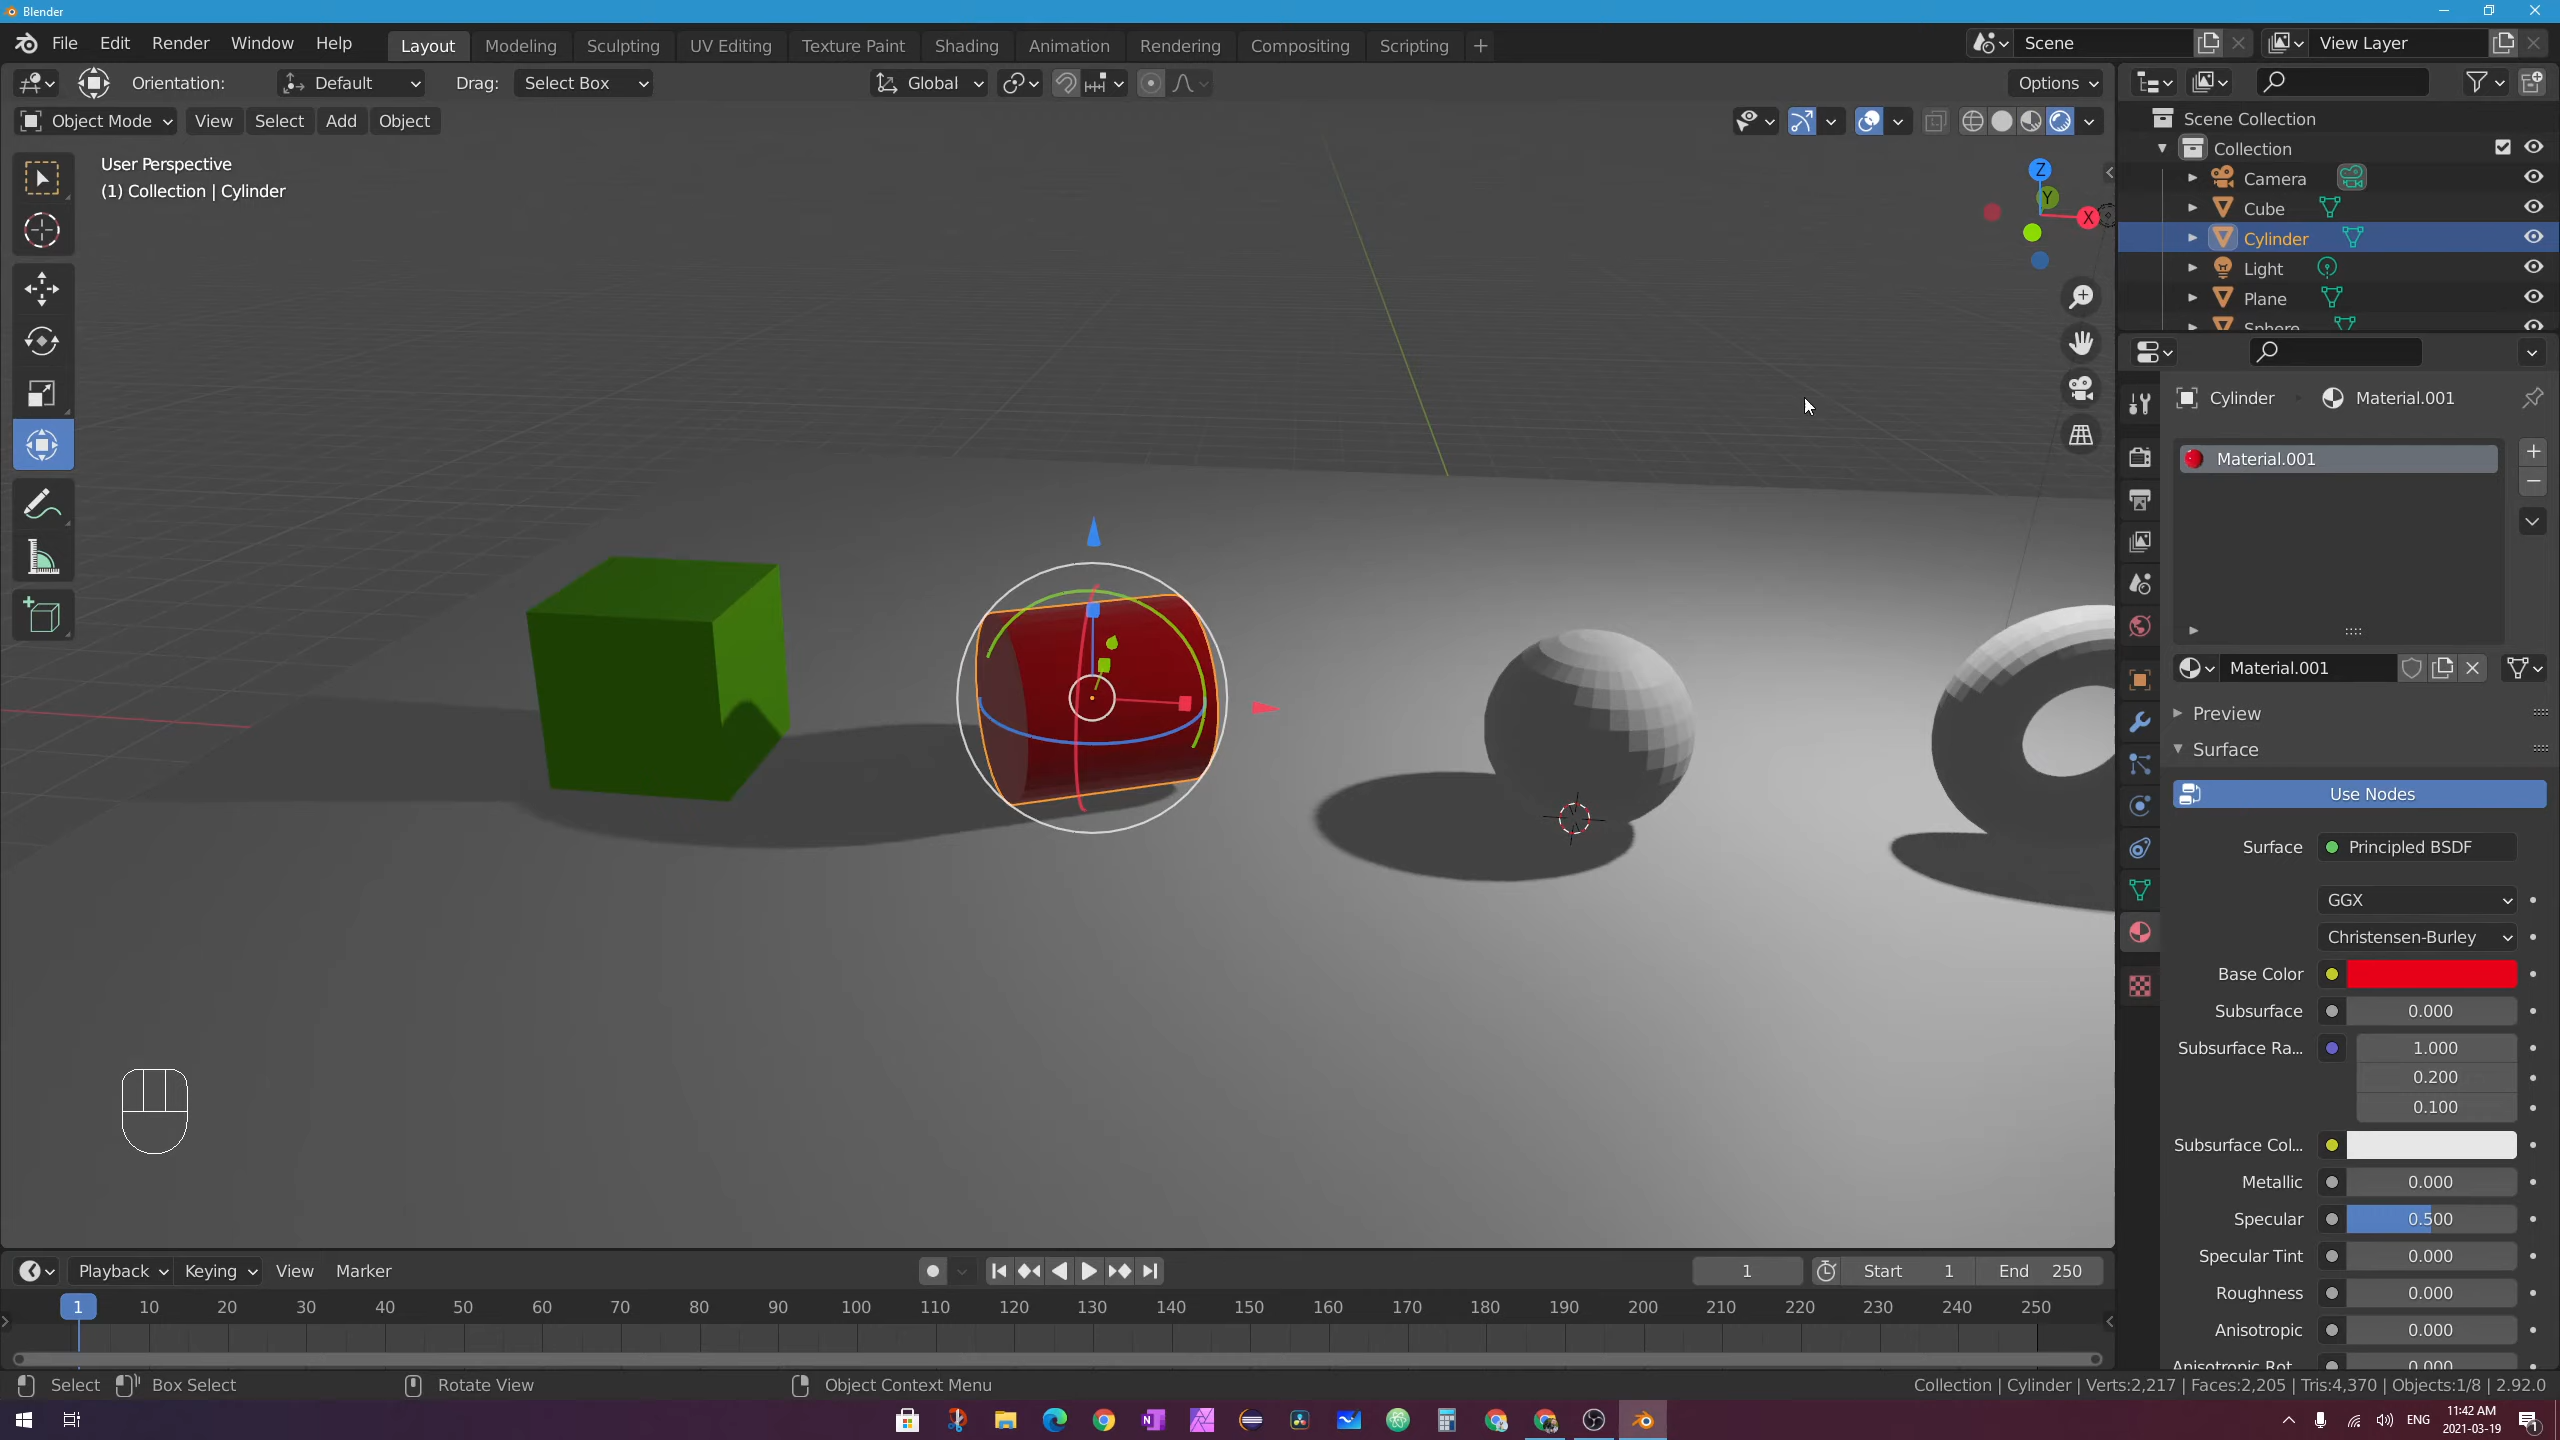 Blender
File Edit Render Window Help Layout Modeling Sculpting UV Editing Texture Paint Shading Animation Rendering Compositing Scripting + Scene View Layer
Orientation: Default Drag: Select Box Global Options
Object Mode View Select Add Object
User Perspective
(1) Collection | Cylinder
Z
Y
X
Scene Collection
Collection
Camera
Cube
Cylinder
Light
Plane
Sphere
Cylinder Material.001
Material.001
Material.001
Preview
Surface
Use Nodes
Surface Principled BSDF
GGX
Christensen-Burley
Base Color
Subsurface 0.000
Subsurface Ra... 1.000
0.200
0.100
Subsurface Col...
Metallic 0.000
Specular 0.500
Specular Tint 0.000
Roughness 0.000
Anisotropic 0.000
Anisotropic Rot... 0.000
Playback Keying View Marker 1 Start 1 End 250
1 10 20 30 40 50 60 70 80 90 100 110 120 130 140 150 160 170 180 190 200 210 220 230 240 250
Select Box Select Rotate View Object Context Menu Collection | Cylinder | Verts:2,217 | Faces:2,205 | Tris:4,370 | Objects:1/8 | 2.92.0
ENG
11:42 AM
2021-03-19
1